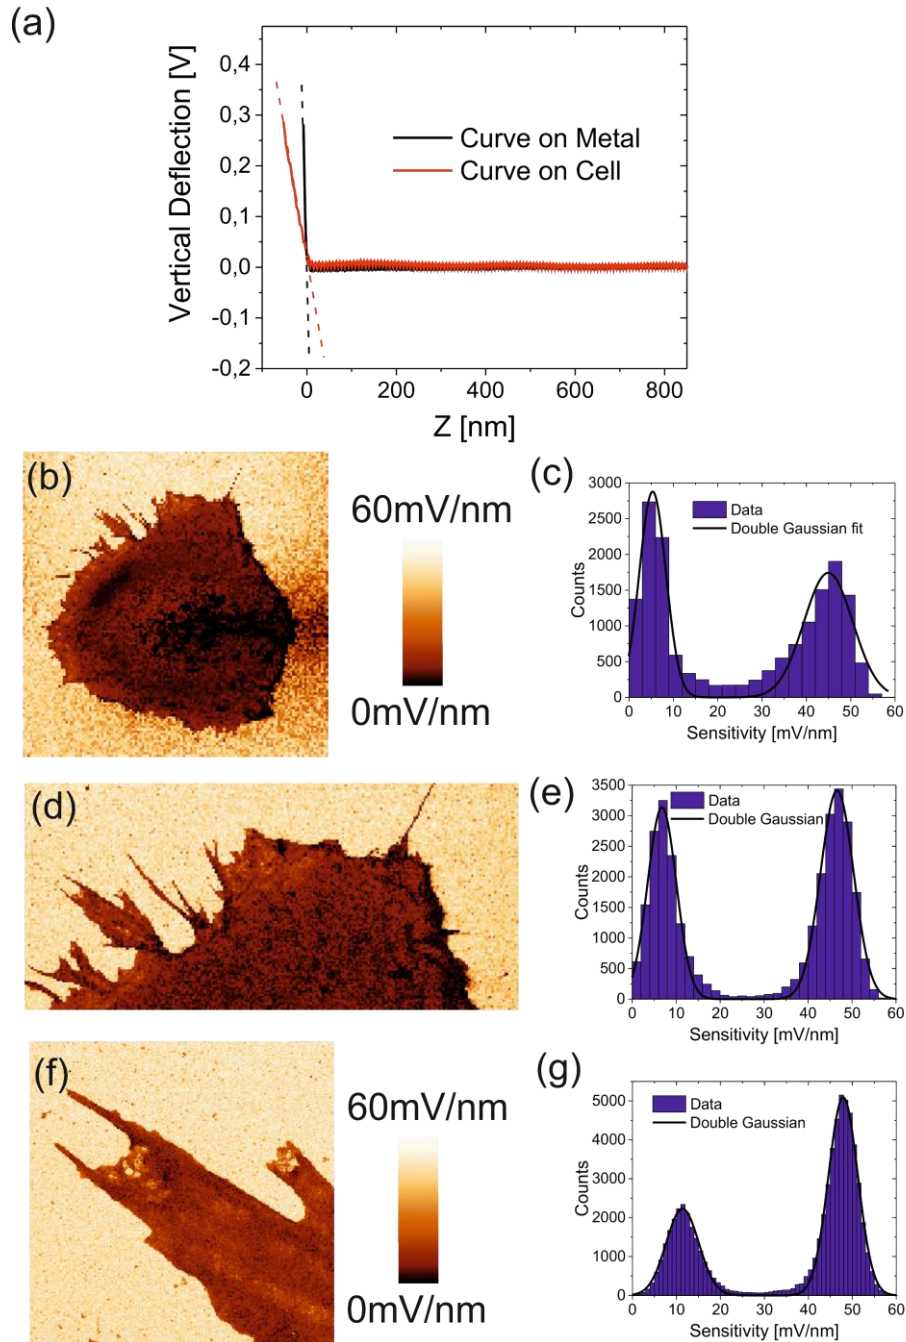 (a)
Vertical Deflection [V]
0,4
0,3
0,2
0,1
0,0
-0,1
-0,2
Curve on Metal
Curve on Cell
0 200 400 600 800
Z [nm]
(b)
60mV/nm
0mV/nm
(c)
Counts
3000
2500
2000
1500
1000
500
0
Data
Double Gaussian fit
0 10 20 30 40 50 60
Sensitivity [mV/nm]
(d)
(e)
Counts
3500
3000
2500
2000
1500
1000
500
0
Data
Double Gaussian
0 10 20 30 40 50 60
Sensitivity [mV/nm]
(f)
60mV/nm
0mV/nm
(g)
Counts
5000
4000
3000
2000
1000
0
Data
Double Gaussian
0 10 20 30 40 50 60
Sensitivity [mV/nm]